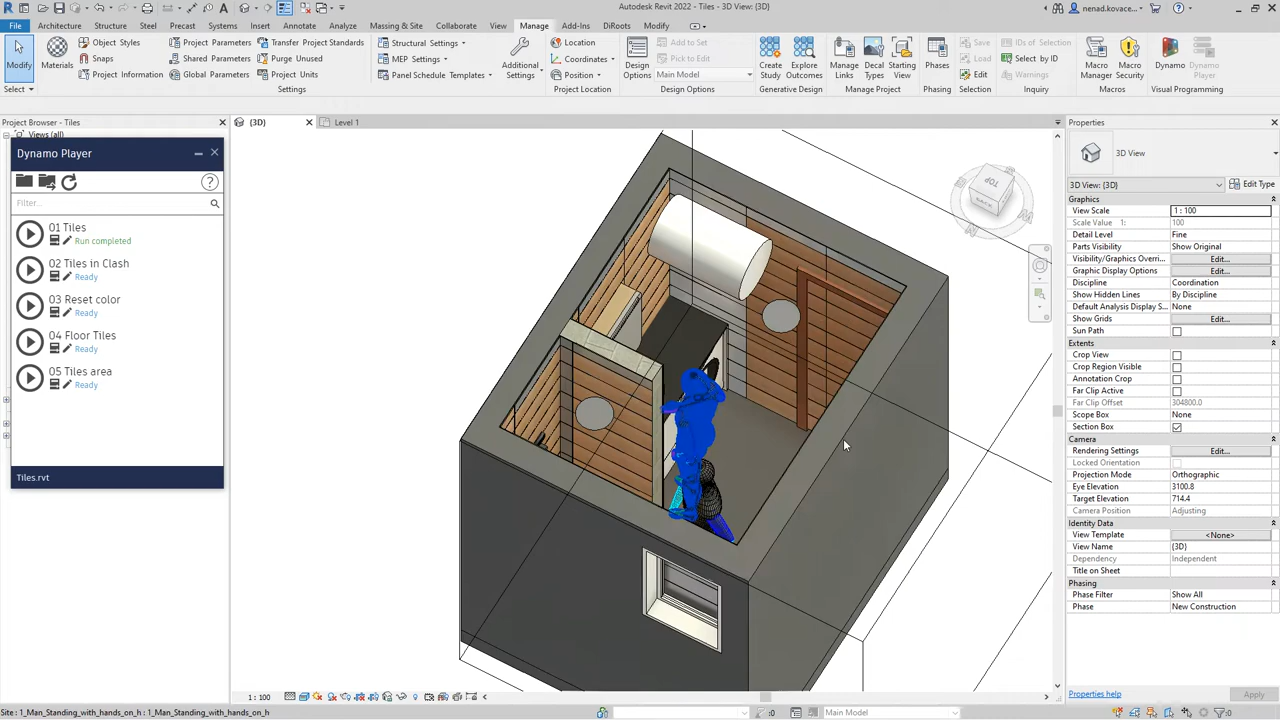 Autodesk Revit 2022 - Tiles - 3D View: {3D}
nenad.kovace...
File Architecture Structure Steel Precast Systems Insert Annotate Analyze Massing & Site Collaborate View Manage Add-Ins DiRoots Modify
Modify
Select
Materials
Object Styles
Snaps
Project Information
Project Parameters
Shared Parameters
Global Parameters
Transfer Project Standards
Purge Unused
Project Units
Settings
Structural Settings
MEP Settings
Panel Schedule Templates
Additional Settings
Location
Coordinates
Position
Project Location
Design Options
Add to Set
Pick to Edit
Main Model
Design Options
Create Study
Explore Outcomes
Generative Design
Manage Links
Decal Types
Starting View
Manage Project
Phases
Phasing
Save
Load
Edit
Selection
IDs of Selection
Select by ID
Inquiry
Macro Manager
Macro Security
Macros
Dynamo
Dynamo Player
Visual Programming
Project Browser - Tiles
Views (all)
{3D}
Level 1
Dynamo Player
Filter...
01 Tiles
Run completed
02 Tiles in Clash
Ready
03 Reset color
Ready
04 Floor Tiles
Ready
05 Tiles area
Ready
Tiles.rvt
TOP
BACK
Properties
3D View
3D View: {3D}
Edit Type
Graphics
View Scale 1 : 100
Scale Value 1: 100
Detail Level Fine
Parts Visibility Show Original
Visibility/Graphics Overri... Edit...
Graphic Display Options Edit...
Discipline Coordination
Show Hidden Lines By Discipline
Default Analysis Display S... None
Show Grids Edit...
Sun Path
Extents
Crop View
Crop Region Visible
Annotation Crop
Far Clip Active
Far Clip Offset 304800.0
Scope Box None
Section Box
Camera
Rendering Settings Edit...
Locked Orientation
Projection Mode Orthographic
Eye Elevation 3100.8
Target Elevation 714.4
Camera Position Adjusting
Identity Data
View Template <None>
View Name {3D}
Dependency Independent
Title on Sheet
Phasing
Phase Filter Show All
Phase New Construction
Properties help
Apply
1 : 100
Site : 1_Man_Standing_with_hands_on_h : 1_Man_Standing_with_hands_on_h
:0
Main Model
:0